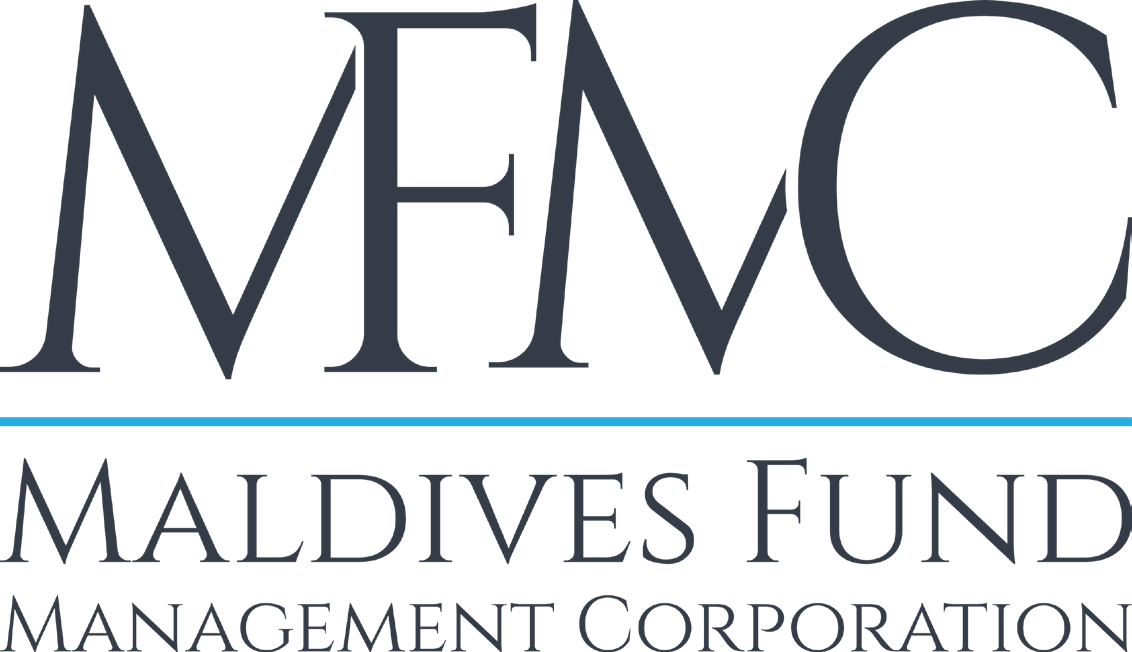 MFMC
MALDIVES FUND
MANAGEMENT CORPORATION